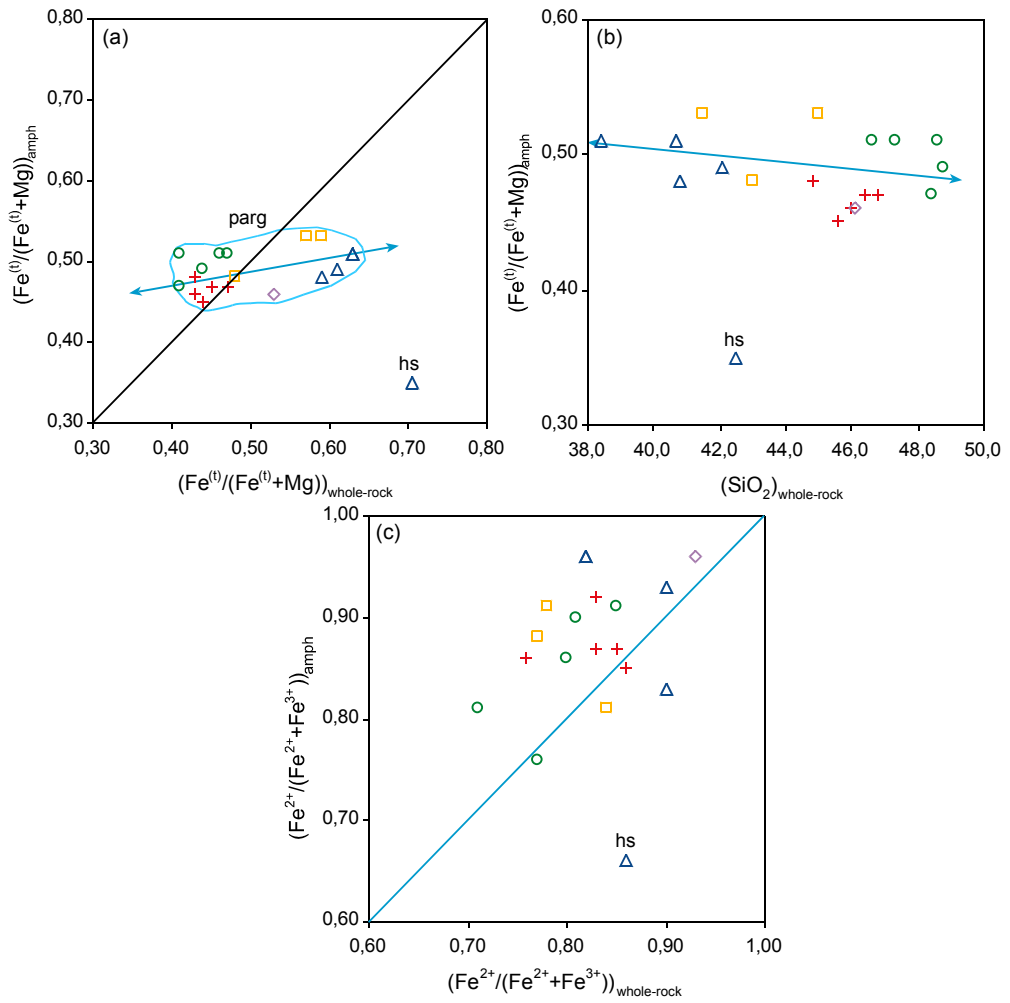 (a)
0,80
0,70
0,60
0,50
0,40
0,30
(Fe(t)/(Fe(t)+Mg))amph
parg
hs
0,30 0,40 0,50 0,60 0,70 0,80
(Fe(t)/(Fe(t)+Mg))whole-rock
(b)
0,60
0,50
0,40
0,30
(Fe(t)/(Fe(t)+Mg))amph
hs
38,0 40,0 42,0 44,0 46,0 48,0 50,0
(SiO2)whole-rock
(c)
1,00
0,90
0,80
0,70
0,60
(Fe2+/(Fe2++Fe3+))amph
hs
0,60 0,70 0,80 0,90 1,00
(Fe2+/(Fe2++Fe3+))whole-rock